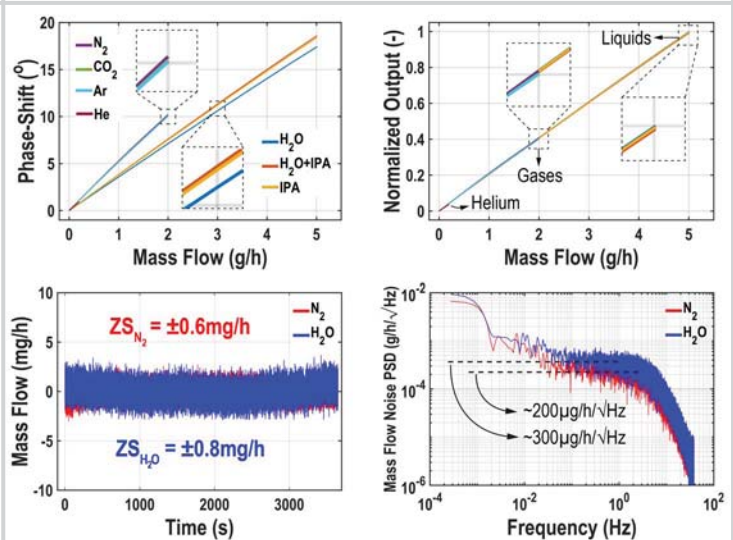 20
15
10
5
0
Phase-Shift (°)
N₂
CO₂
Ar
He
H₂O
H₂O+IPA
IPA
0 1 2 3 4 5
Mass Flow (g/h)
1
0.8
0.6
0.4
0.2
0
Normalized Output (-)
Liquids
Gases
Helium
0 1 2 3 4 5
Mass Flow (g/h)
10
5
0
-5
-10
Mass Flow (mg/h)
ZS_N₂ = ±0.6mg/h
N₂
H₂O
ZS_H₂O = ±0.8mg/h
0 1000 2000 3000
Time (s)
10⁻²
10⁻⁴
10⁻⁶
Mass Flow Noise PSD (g/h/√Hz)
N₂
H₂O
~200µg/h/√Hz
~300µg/h/√Hz
10⁻⁴ 10⁻² 10⁰ 10²
Frequency (Hz)